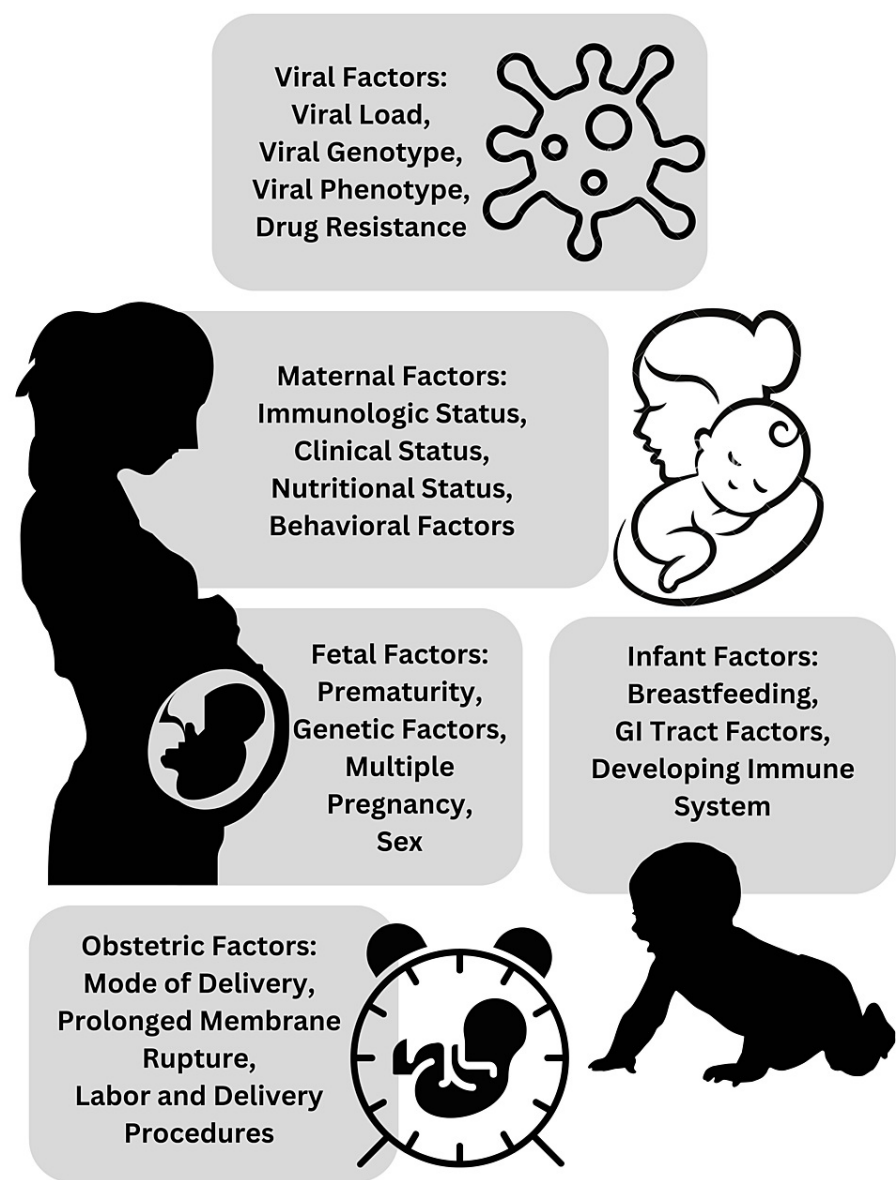 Viral Factors:
Viral Load,
Viral Genotype,
Viral Phenotype,
Drug Resistance
Maternal Factors:
Immunologic Status,
Clinical Status,
Nutritional Status,
Behavioral Factors
Fetal Factors:
Prematurity,
Genetic Factors,
Multiple
Pregnancy,
Sex
Infant Factors:
Breastfeeding,
GI Tract Factors,
Developing Immune
System
Obstetric Factors:
Mode of Delivery,
Prolonged Membrane
Rupture,
Labor and Delivery
Procedures